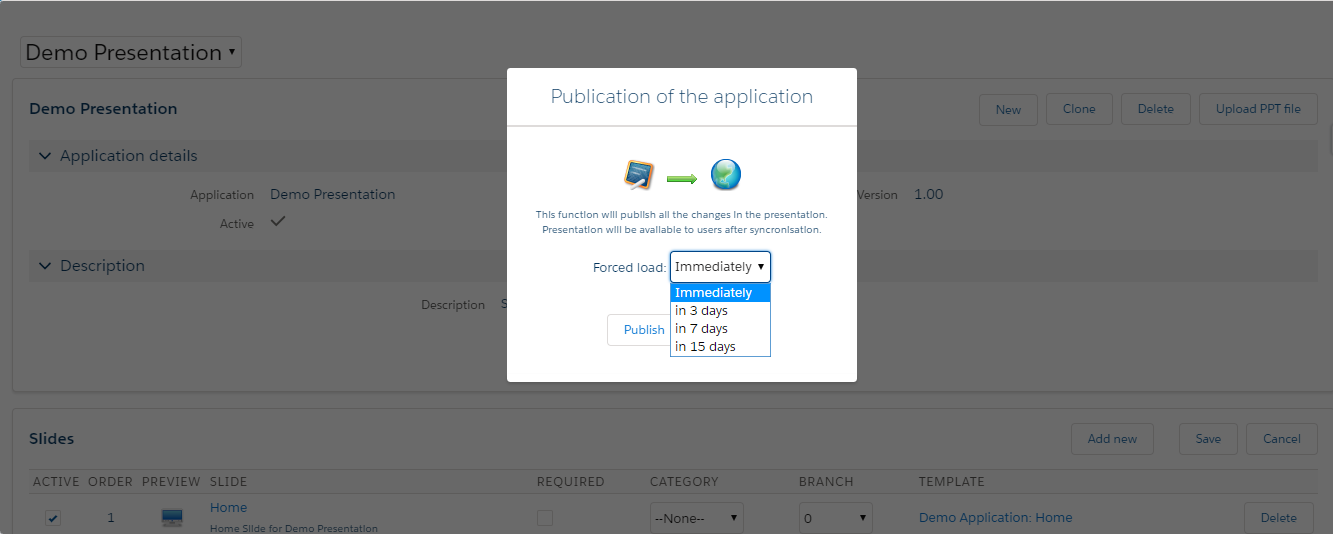 Demo Presentation
Publication of the application
Demo Presentation
New
Clone
Delete
Upload PPT file
Application details
Application Demo Presentation
Version 1.00
Active
This function will publish all the changes in the presentation.
Presentation will be available to users after syncronisation.
Description
Forced load: Immediately
Immediately
in 3 days
in 7 days
in 15 days
Description S
Publish
Slides
Add new
Save
Cancel
ACTIVE ORDER PREVIEW SLIDE REQUIRED CATEGORY BRANCH TEMPLATE
1 Home --None-- 0 Demo Application: Home Delete
Home Slide for Demo Presentation